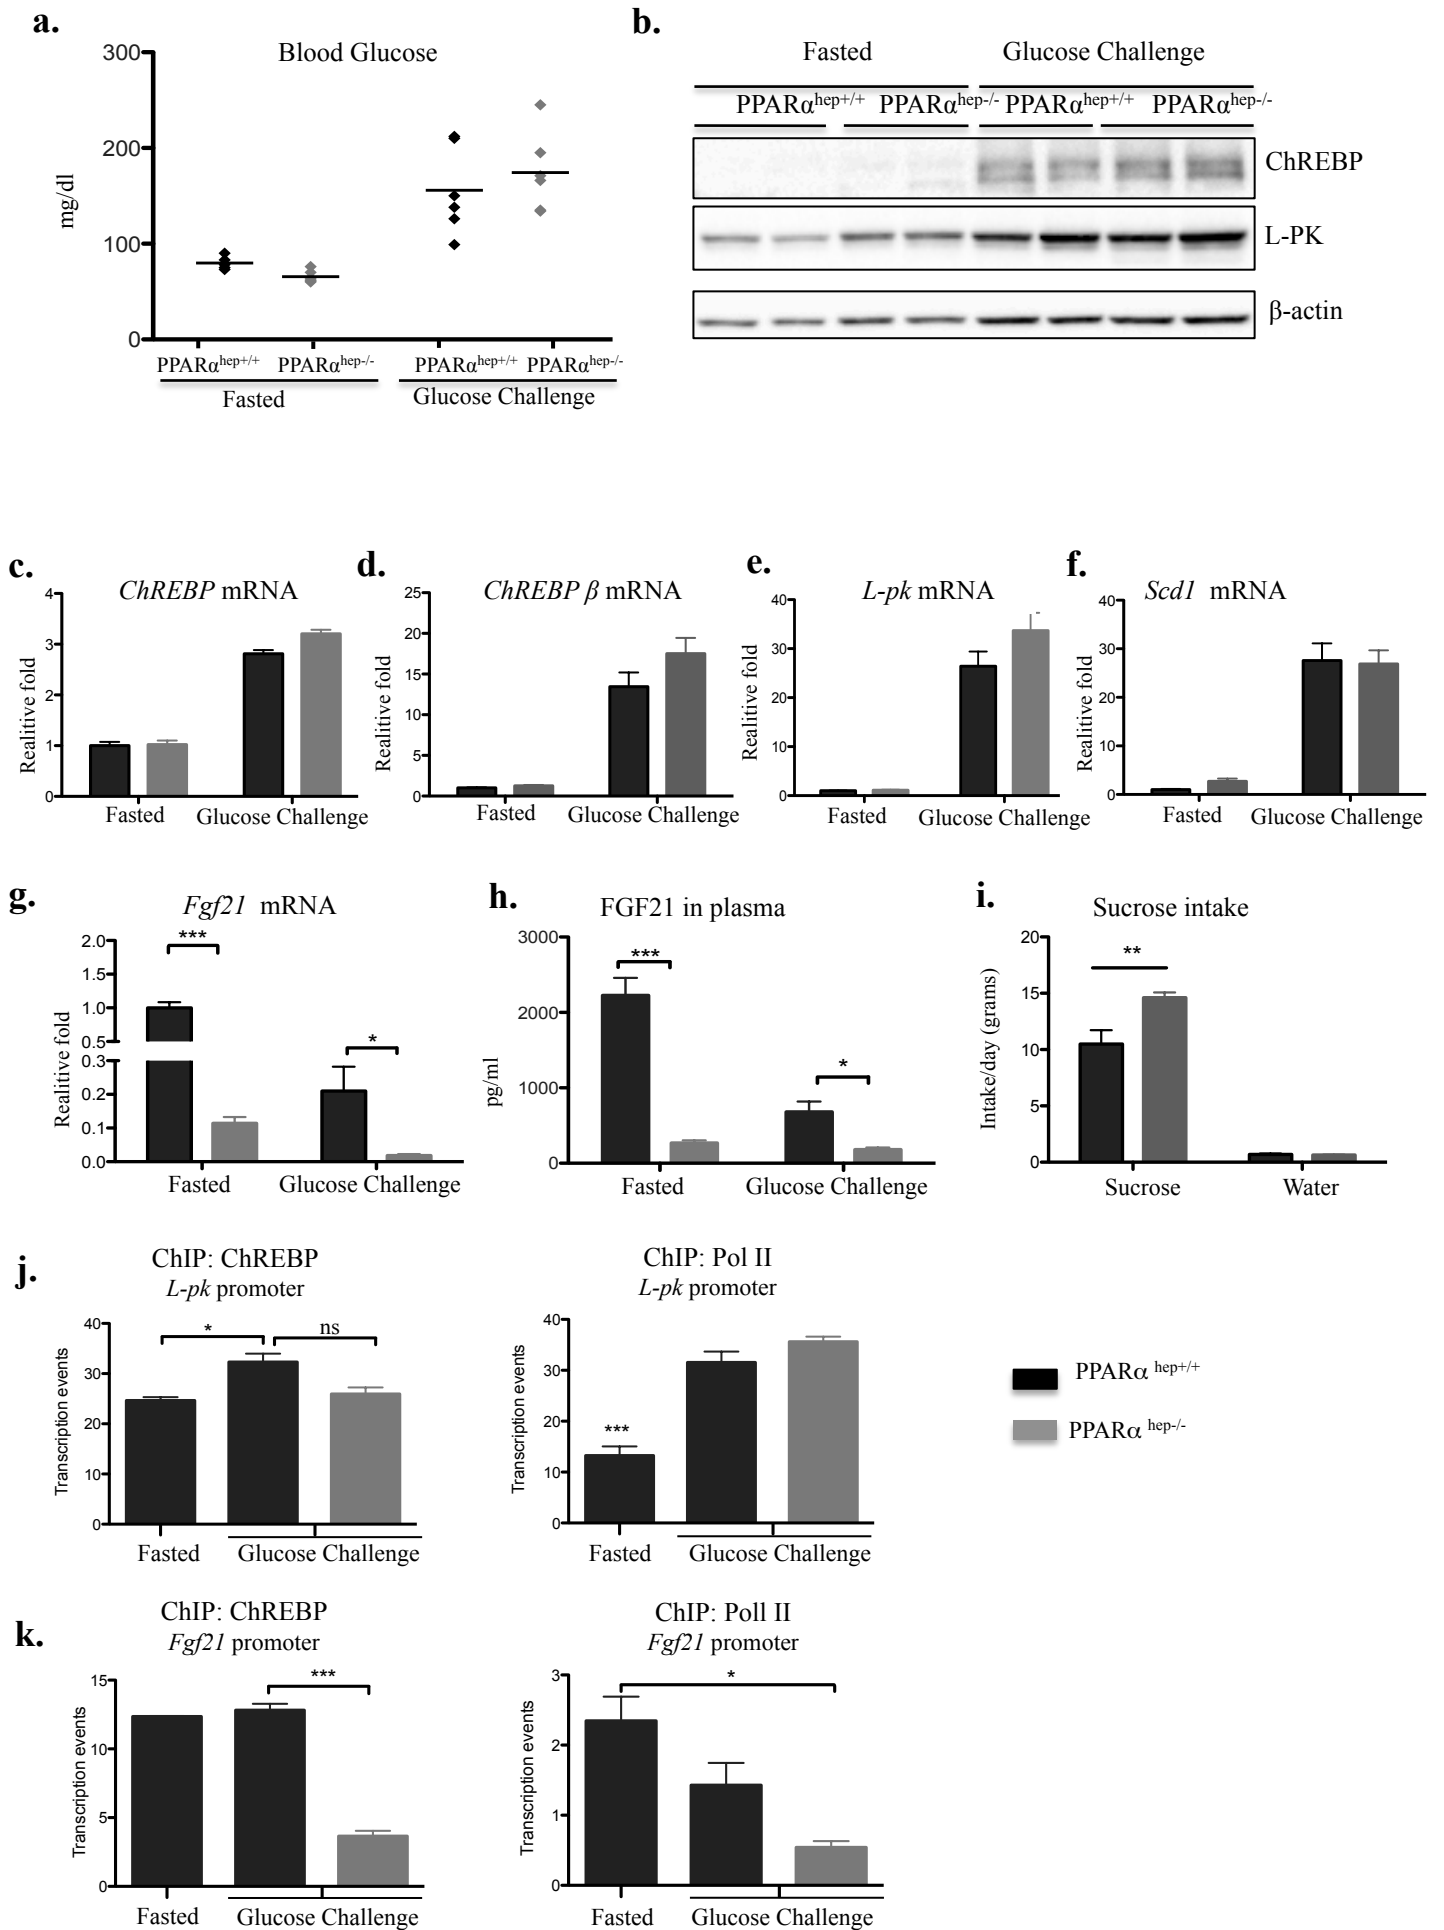 a.
Blood Glucose
300
200
100
0
mg/dl
PPARα^hep+/+ PPARα^hep-/- PPARα^hep+/+ PPARα^hep-/-
Fasted Glucose Challenge
b.
Fasted Glucose Challenge
PPARα^hep+/+ PPARα^hep-/- PPARα^hep+/+ PPARα^hep-/-
ChREBP
L-PK
β-actin
c.
ChREBP mRNA
Realitive fold
4
3
2
1
0
Fasted Glucose Challenge
d.
ChREBP β mRNA
Realitive fold
25
20
15
10
5
0
Fasted Glucose Challenge
e.
L-pk mRNA
Realitive fold
40
30
20
10
0
Fasted Glucose Challenge
f.
Scd1 mRNA
Realitive fold
40
30
20
10
0
Fasted Glucose Challenge
g.
Fgf21 mRNA
Realitive fold
2.0
1.5
1.0
0.5
0.3
0.2
0.1
0.0
***
*
Fasted Glucose Challenge
h.
FGF21 in plasma
pg/ml
3000
2000
1000
0
***
*
Fasted Glucose Challenge
i.
Sucrose intake
Intake/day (grams)
20
15
10
5
0
**
Sucrose Water
j.
ChIP: ChREBP
L-pk promoter
Transcription events
40
30
20
10
0
* ns
Fasted Glucose Challenge
ChIP: Pol II
L-pk promoter
Transcription events
40
30
20
10
0
***
Fasted Glucose Challenge
PPARα hep+/+
PPARα hep-/-
k.
ChIP: ChREBP
Fgf21 promoter
Transcription events
15
10
5
0
***
Fasted Glucose Challenge
ChIP: Poll II
Fgf21 promoter
Transcription events
3
2
1
0
*
Fasted Glucose Challenge